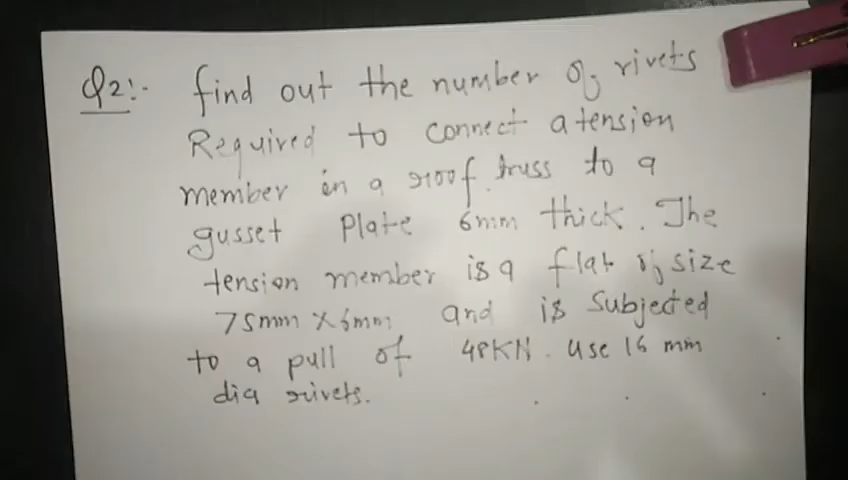 Q2:- find out the number of rivets
Required to connect a tension
member in a roof truss to a
gusset plate 6mm thick. The
tension member is a flat of size
75mm x 6mm and is subjected
to a pull of 48KN. use 16 mm
dia rivets.